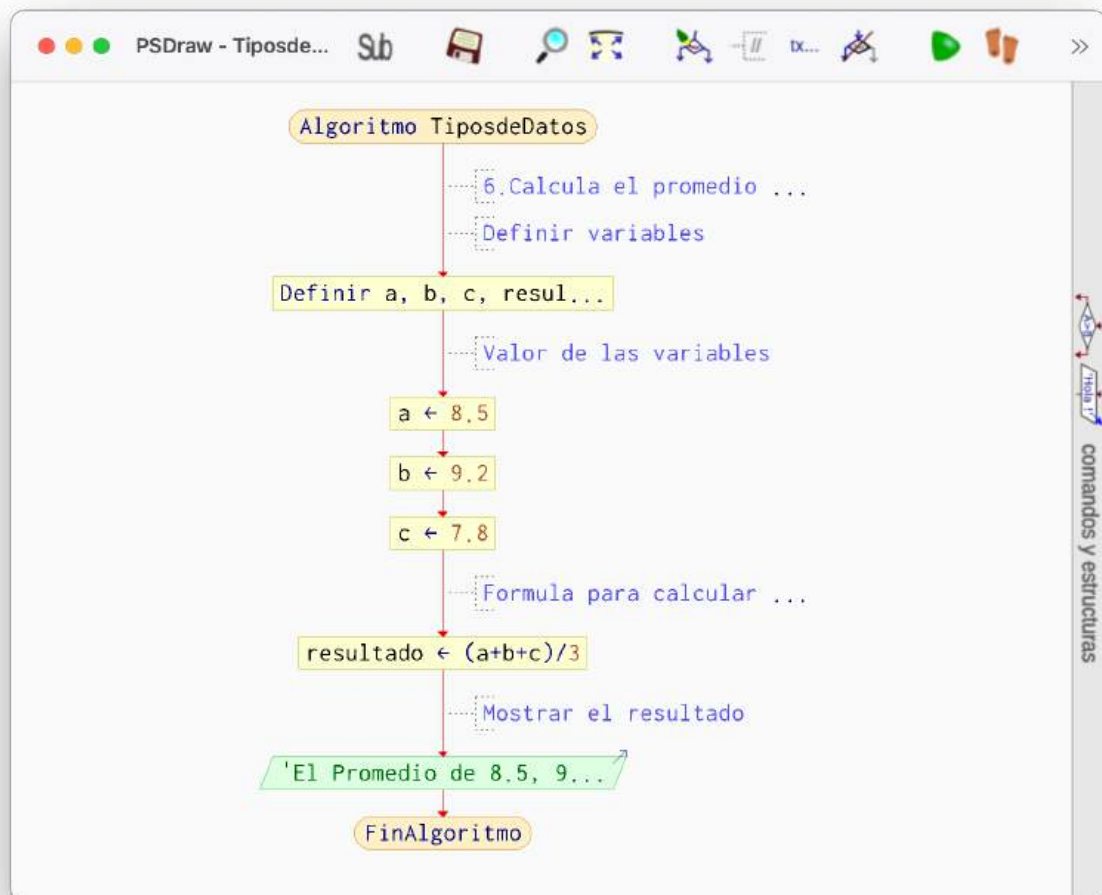 PSDraw - Tiposde...
Sub
tx...
Algoritmo TiposdeDatos
6.Calcula el promedio ...
Definir variables
Definir a, b, c, resul...
Valor de las variables
a ← 8.5
b ← 9.2
c ← 7.8
Formula para calcular ...
resultado ← (a+b+c)/3
Mostrar el resultado
'El Promedio de 8.5, 9...
FinAlgoritmo
A>B
'Hola !'
comandos y estructuras